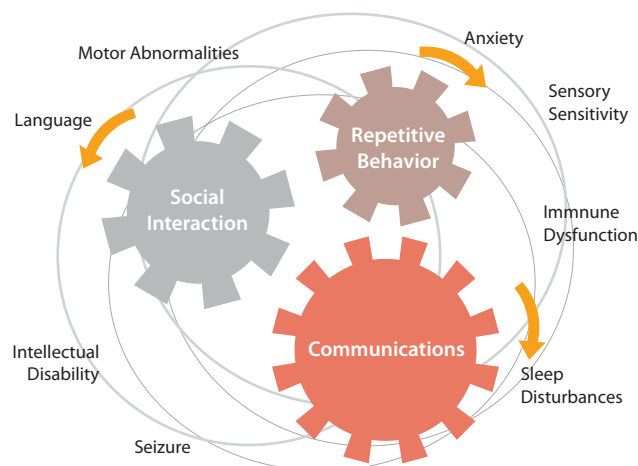 Anxiety
Motor Abnormalities
Sensory
Sensitivity
Language
Repetitive
Behavior
Social
Interaction
Immnune
Dysfunction
Communications
Intellectual
Disability
Sleep
Disturbances
Seizure